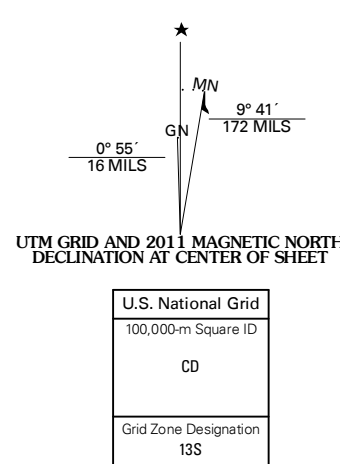 MN
9° 41´
172 MILS
GN
0° 55´
16 MILS
UTM GRID AND 2011 MAGNETIC NORTH
DECLINATION AT CENTER OF SHEET
U.S. National Grid
100,000-m Square ID
CD
Grid Zone Designation
13S